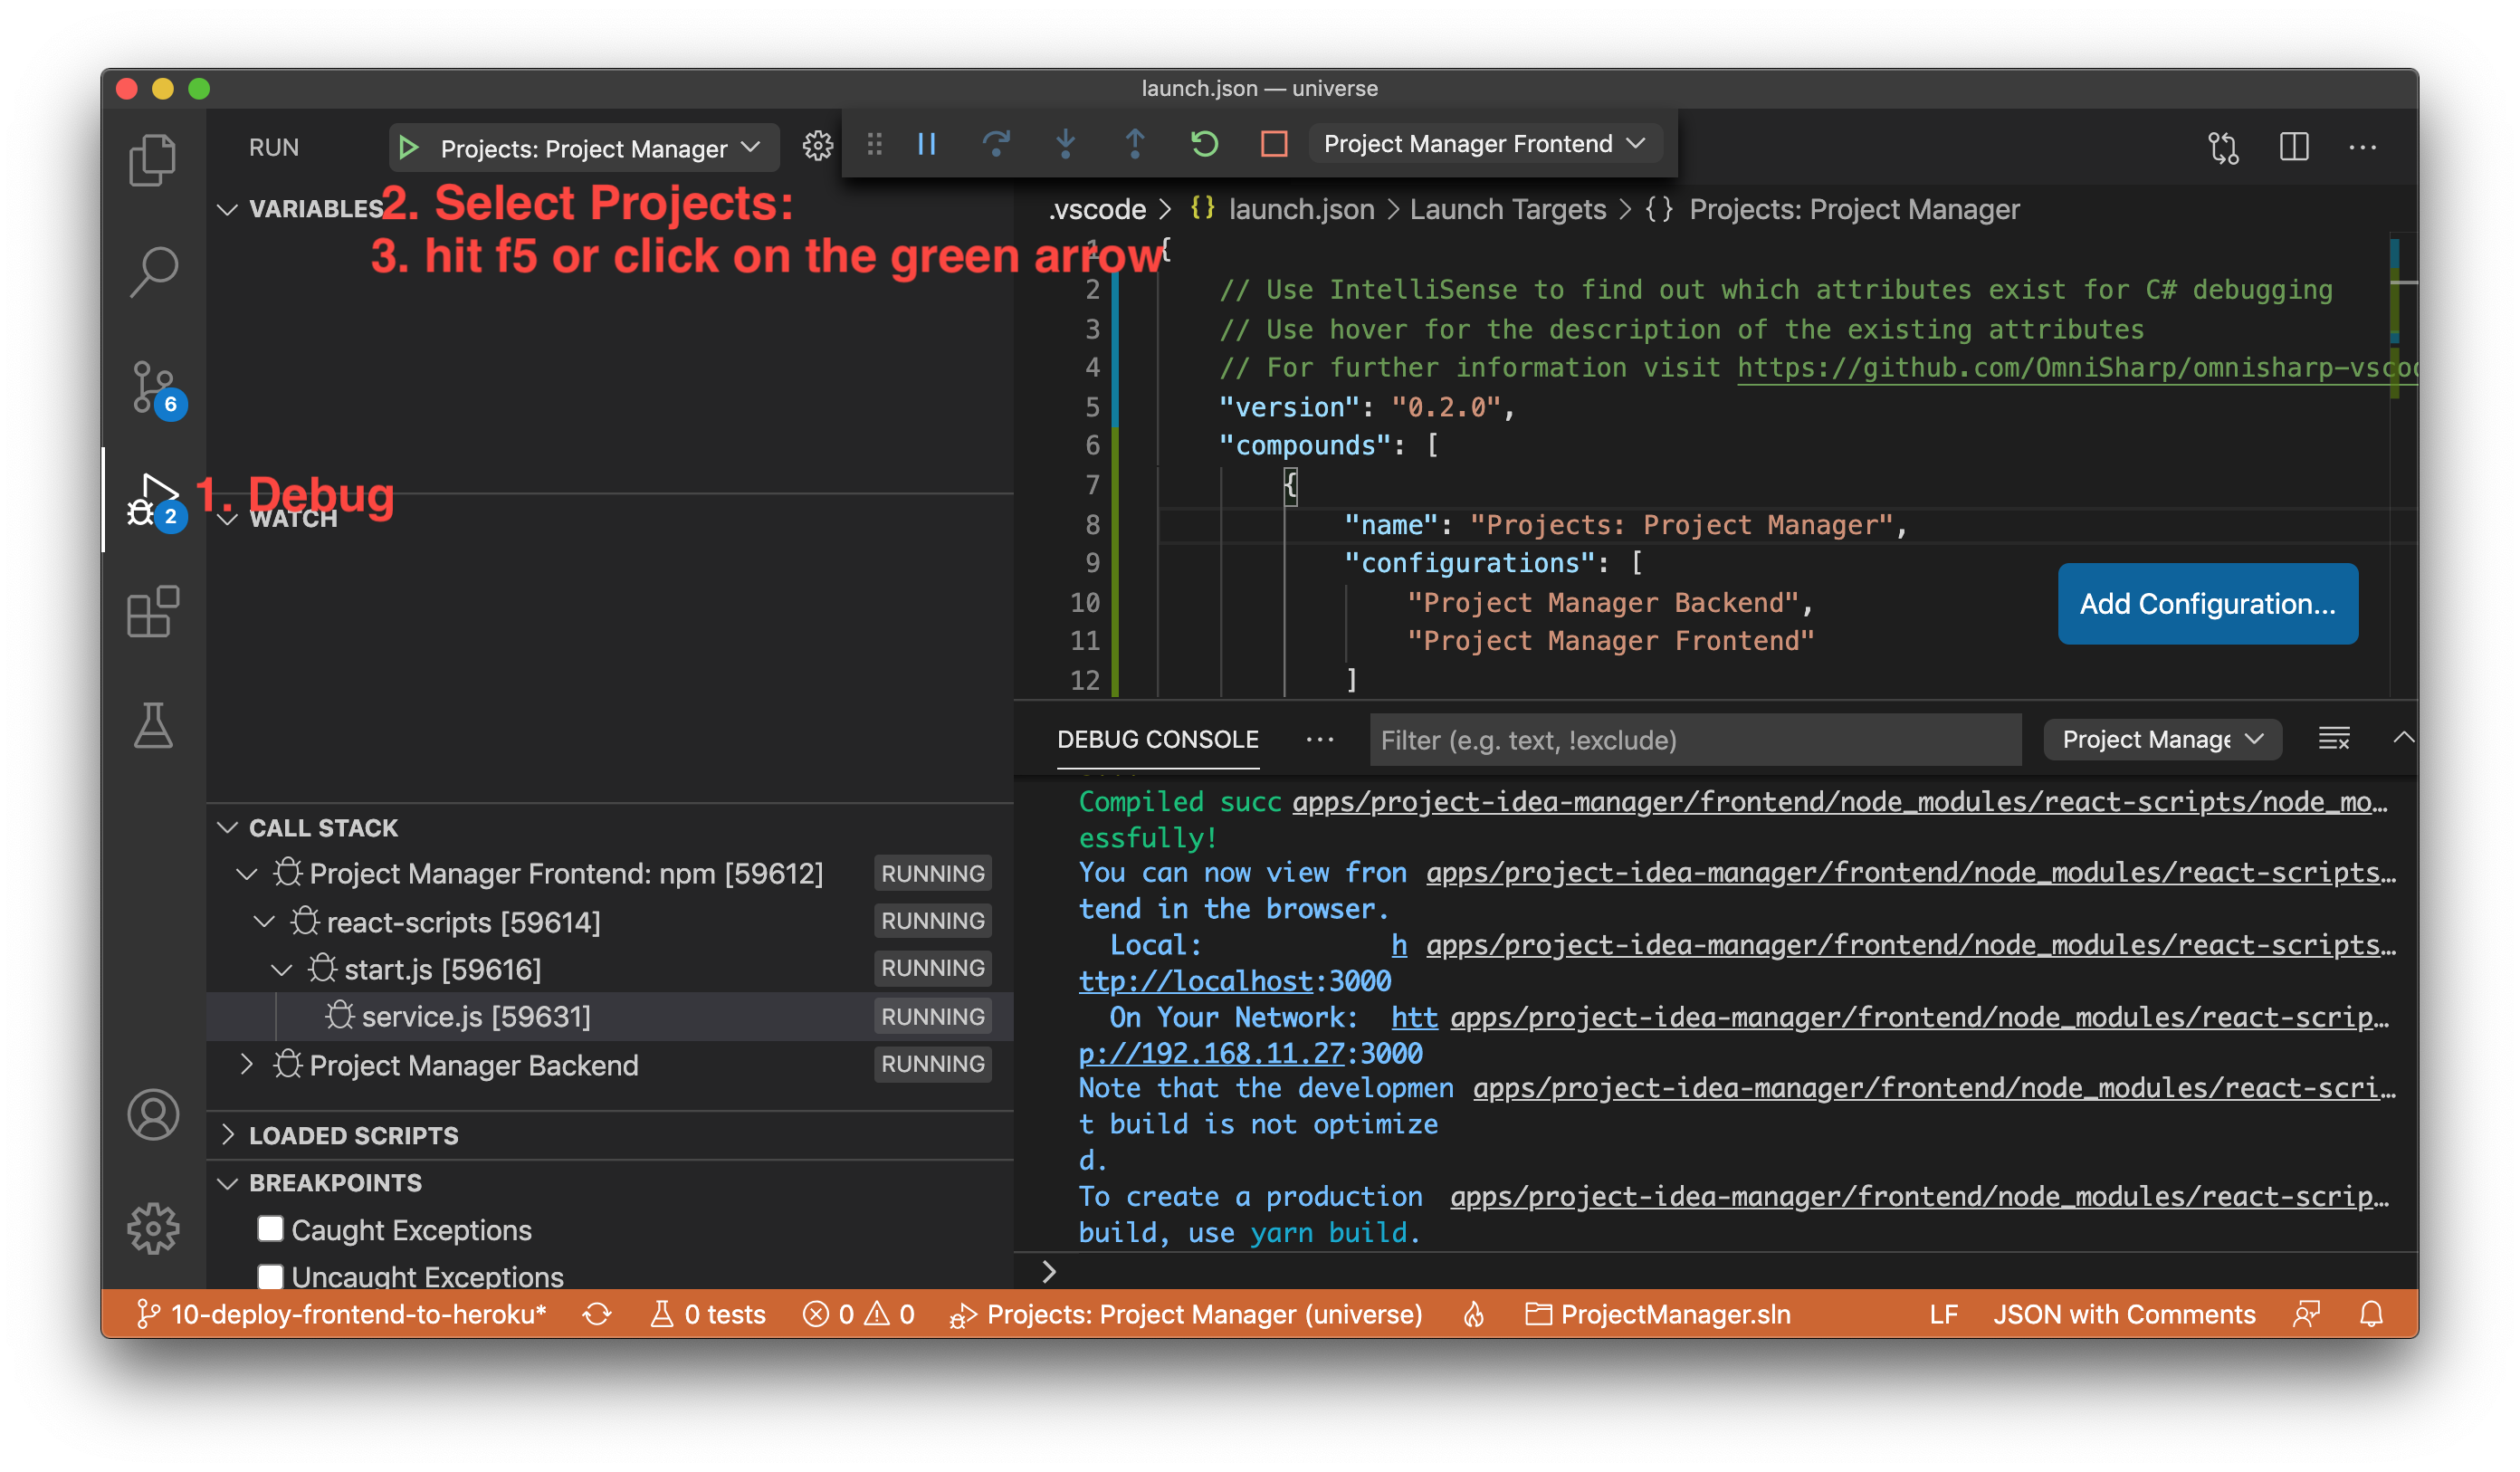 launch.json — universe
RUN
Projects: Project Manager
Project Manager Frontend
VARIABLES
2. Select Projects:
3. hit f5 or click on the green arrow
6
1. Debug
2
WATCH
CALL STACK
Project Manager Frontend: npm [59612] RUNNING
react-scripts [59614] RUNNING
start.js [59616] RUNNING
service.js [59631] RUNNING
Project Manager Backend RUNNING
LOADED SCRIPTS
BREAKPOINTS
Caught Exceptions
Uncaught Exceptions
.vscode > {} launch.json > Launch Targets > { } Projects: Project Manager
1 {
2 // Use IntelliSense to find out which attributes exist for C# debugging
3 // Use hover for the description of the existing attributes
4 // For further information visit https://github.com/OmniSharp/omnisharp-vscod
5 "version": "0.2.0",
6 "compounds": [
7 {
8 "name": "Projects: Project Manager",
9 "configurations": [
10 "Project Manager Backend",
11 "Project Manager Frontend"
12 ]
Add Configuration...
DEBUG CONSOLE ··· Filter (e.g. text, !exclude) Project Manage
Compiled succ apps/project-idea-manager/frontend/node_modules/react-scripts/node_mo…
essfully!
You can now view fron apps/project-idea-manager/frontend/node_modules/react-scripts…
tend in the browser.
Local: h apps/project-idea-manager/frontend/node_modules/react-scripts…
ttp://localhost:3000
On Your Network: htt apps/project-idea-manager/frontend/node_modules/react-scrip…
p://192.168.11.27:3000
Note that the developmen apps/project-idea-manager/frontend/node_modules/react-scri…
t build is not optimize
d.
To create a production apps/project-idea-manager/frontend/node_modules/react-scrip…
build, use yarn build.
>
10-deploy-frontend-to-heroku* 0 tests 0 0 Projects: Project Manager (universe) ProjectManager.sln LF JSON with Comments